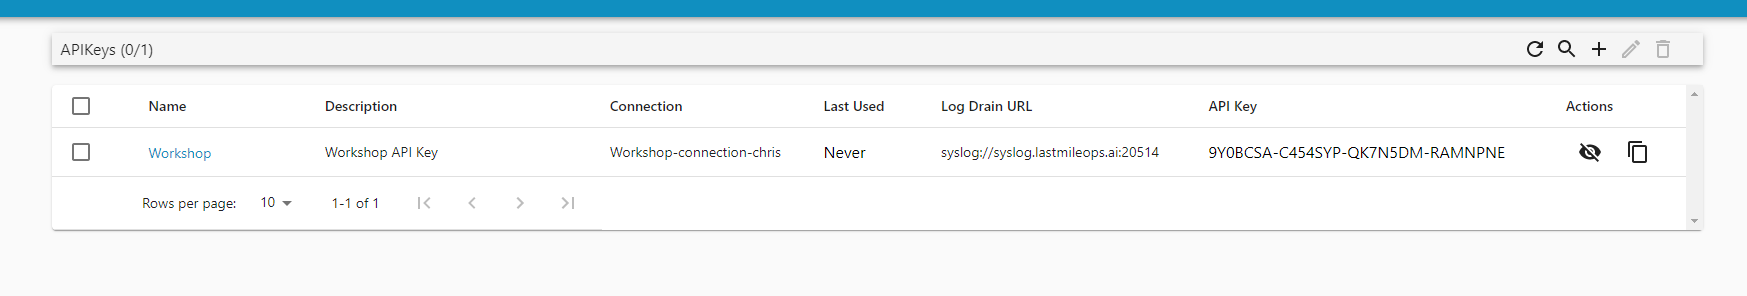 APIKeys (0/1)
Name Description Connection Last Used Log Drain URL API Key Actions
Workshop Workshop API Key Workshop-connection-chris Never syslog://syslog.lastmileops.ai:20514 9Y0BCSA-C454SYP-QK7N5DM-RAMNPNE
Rows per page: 10 1-1 of 1